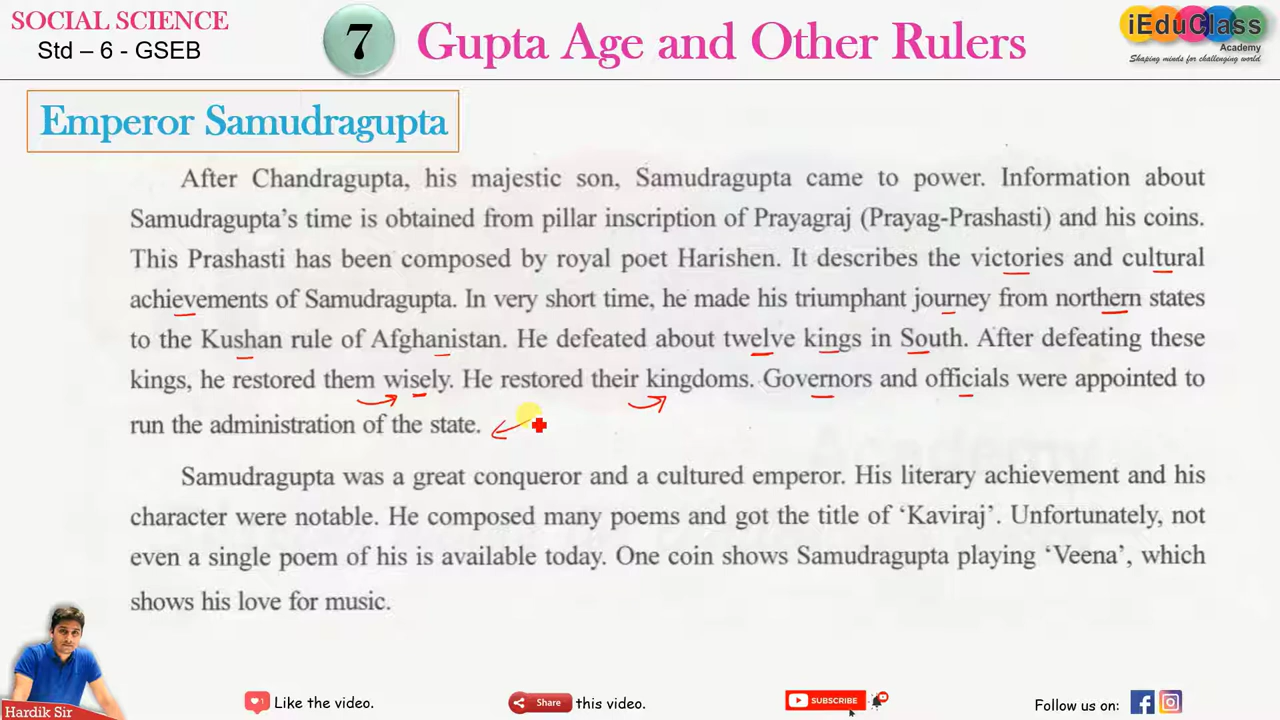 SOCIAL SCIENCE
Std – 6 - GSEB
7
Gupta Age and Other Rulers
iEduClass
Academy
Shaping minds for challenging world
Emperor Samudragupta
After Chandragupta, his majestic son, Samudragupta came to power. Information about
Samudragupta's time is obtained from pillar inscription of Prayagraj (Prayag-Prashasti) and his coins.
This Prashasti has been composed by royal poet Harishen. It describes the victories and cultural
achievements of Samudragupta. In very short time, he made his triumphant journey from northern states
to the Kushan rule of Afghanistan. He defeated about twelve kings in South. After defeating these
kings, he restored them wisely. He restored their kingdoms. Governors and officials were appointed to
run the administration of the state.
Samudragupta was a great conqueror and a cultured emperor. His literary achievement and his
character were notable. He composed many poems and got the title of 'Kaviraj'. Unfortunately, not
even a single poem of his is available today. One coin shows Samudragupta playing 'Veena', which
shows his love for music.
Hardik Sir
Like the video.
Share this video.
SUBSCRIBE
Follow us on: